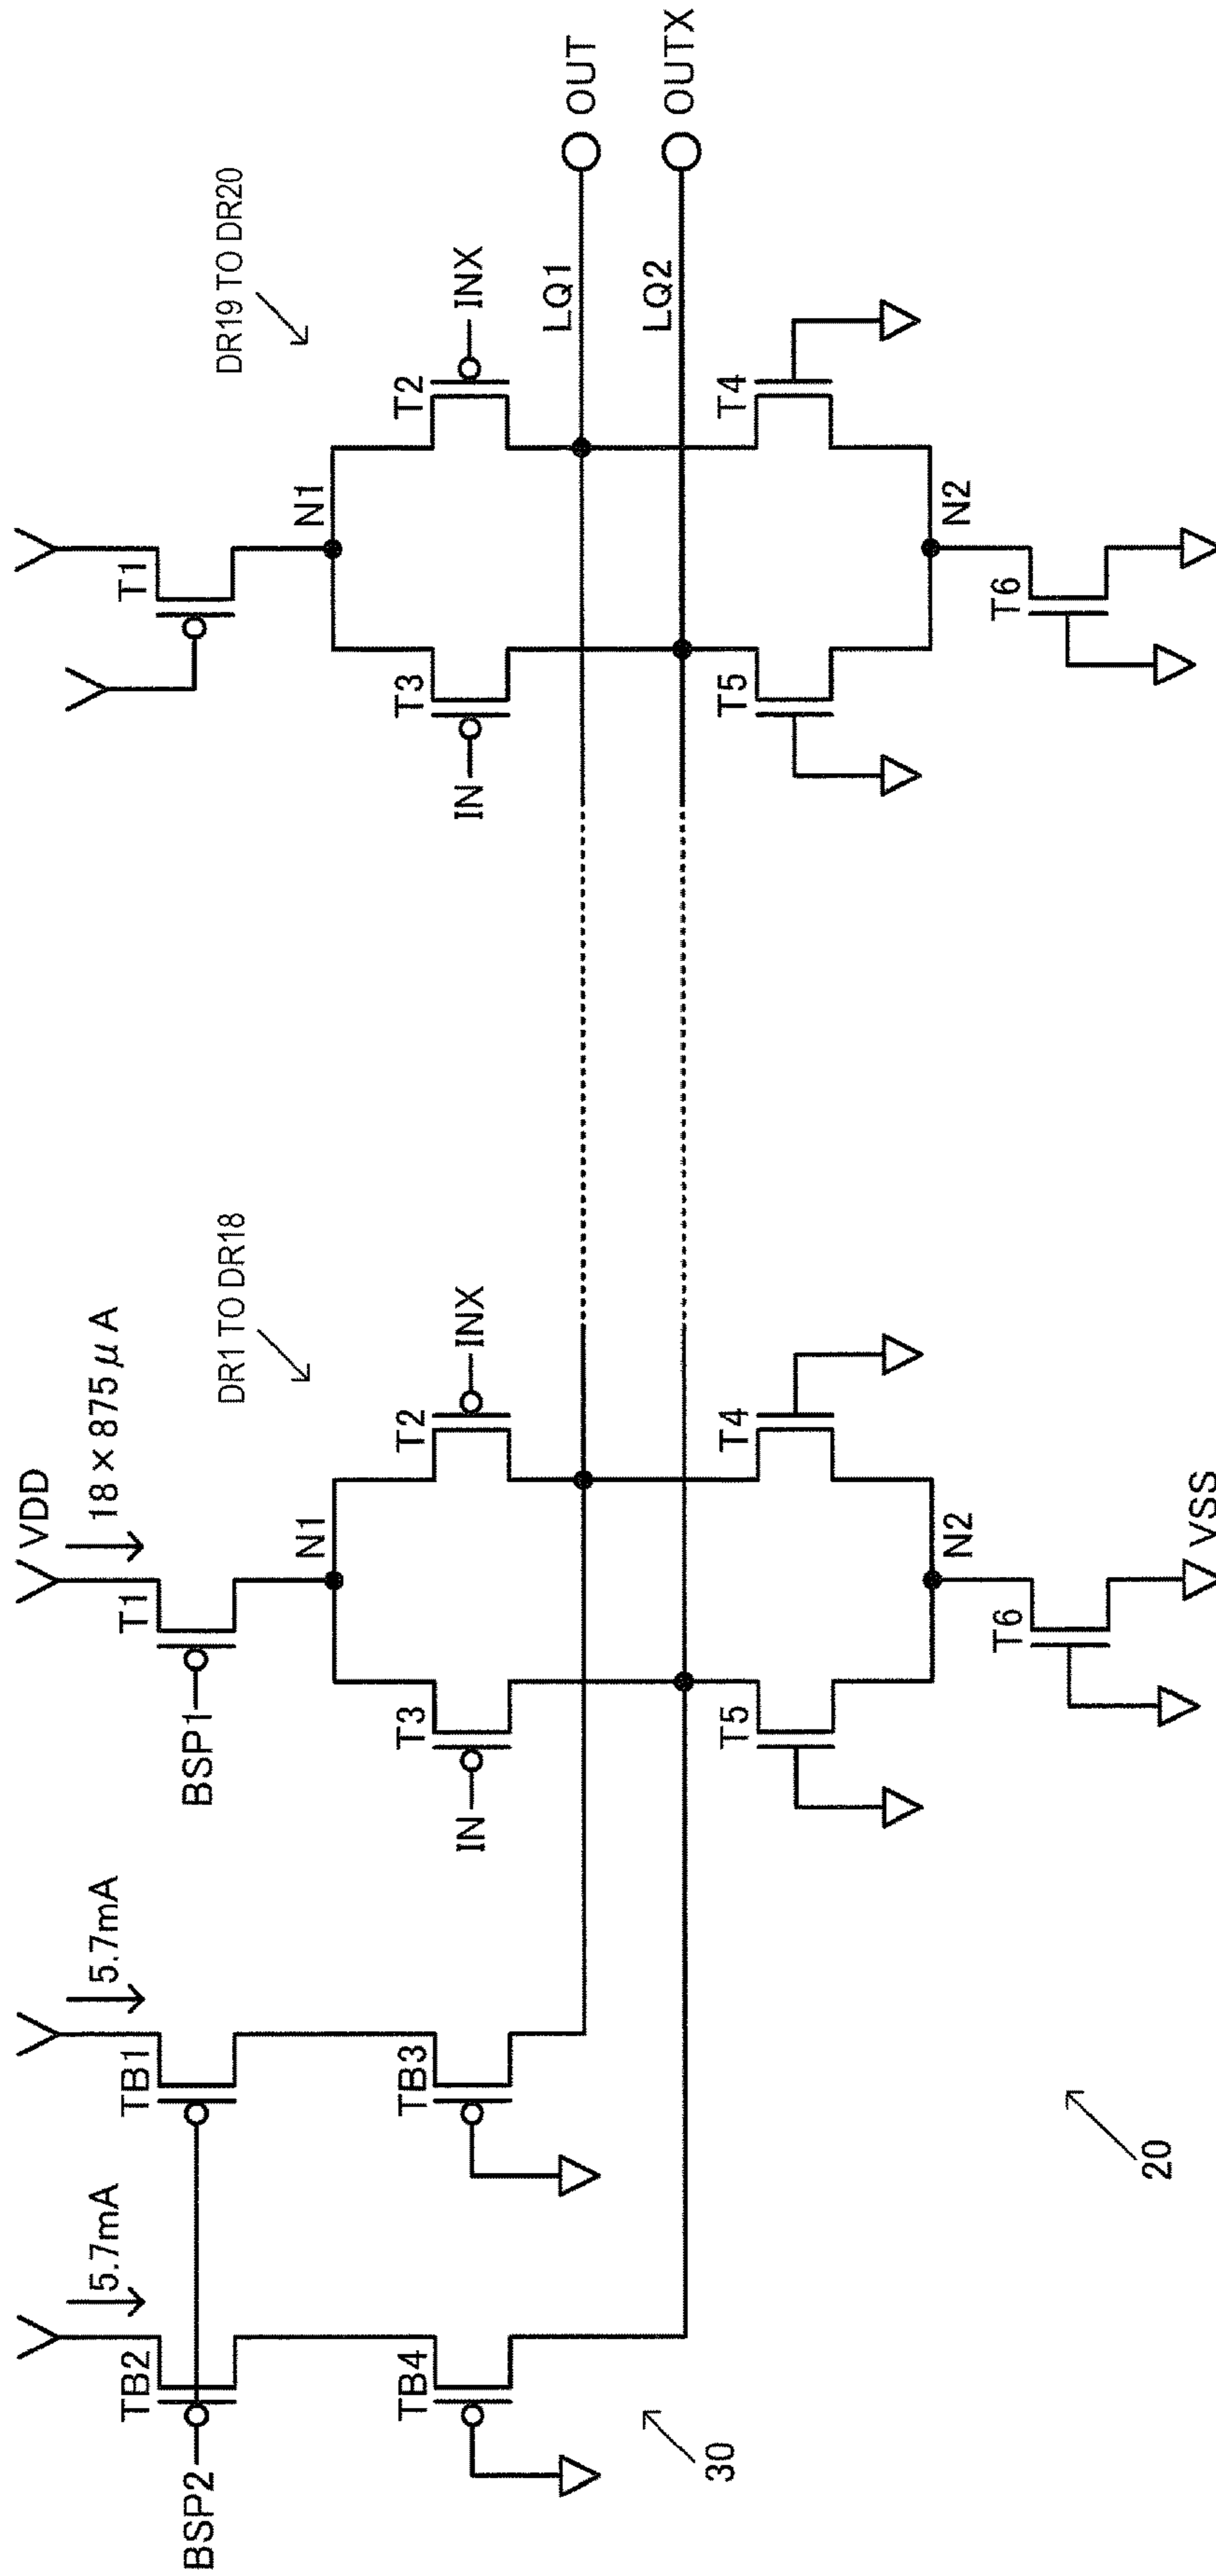 5.7mA
5.7mA
VDD
18×875μA
BSP2
TB2
TB1
BSP1
T1
T1
DR1 TO DR18
DR19 TO DR20
N1
N1
TB4
TB3
IN
T3
T2
INX
IN
T3
T2
INX
30
LQ1
OUT
LQ2
OUTX
T5
T4
T5
T4
N2
N2
20
T6
T6
VSS